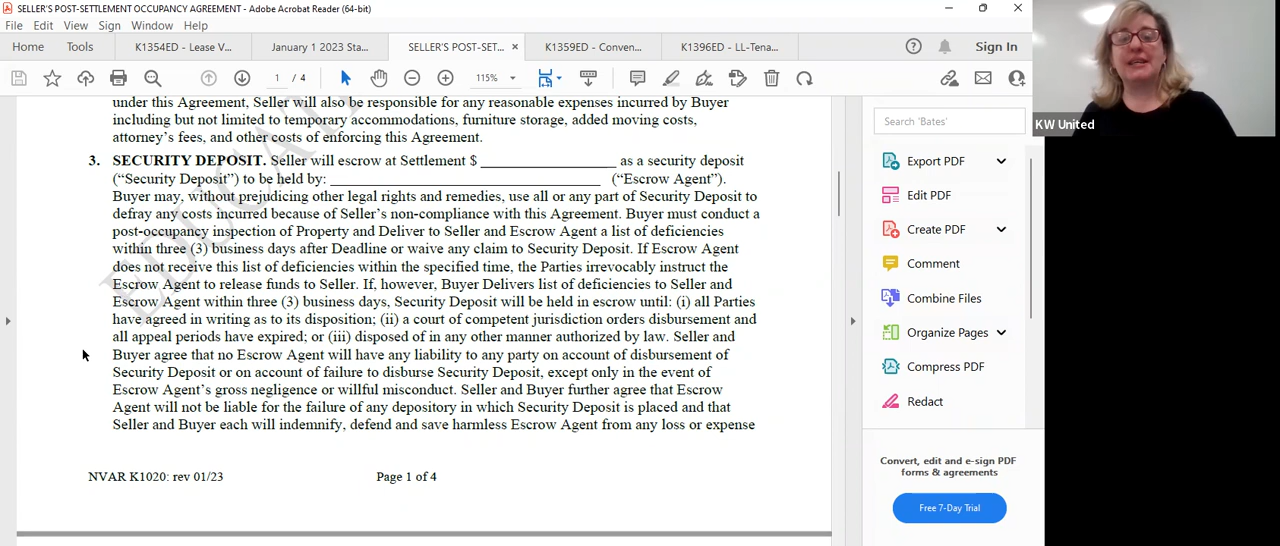 SELLER'S POST-SETTLEMENT OCCUPANCY AGREEMENT - Adobe Acrobat Reader (64-bit)
File Edit View Sign Window Help
Home Tools K1354ED - Lease V... January 1 2023 Sta... SELLER'S POST-SET... × K1359ED - Conven... K1396ED - LL-Tena... Sign In
1 / 4 115%
under this Agreement, Seller will also be responsible for any reasonable expenses incurred by Buyer
including but not limited to temporary accommodations, furniture storage, added moving costs,
attorney's fees, and other costs of enforcing this Agreement.
3. SECURITY DEPOSIT. Seller will escrow at Settlement $ ________________ as a security deposit
("Security Deposit") to be held by: ________________________________ ("Escrow Agent").
Buyer may, without prejudicing other legal rights and remedies, use all or any part of Security Deposit to
defray any costs incurred because of Seller's non-compliance with this Agreement. Buyer must conduct a
post-occupancy inspection of Property and Deliver to Seller and Escrow Agent a list of deficiencies
within three (3) business days after Deadline or waive any claim to Security Deposit. If Escrow Agent
does not receive this list of deficiencies within the specified time, the Parties irrevocably instruct the
Escrow Agent to release funds to Seller. If, however, Buyer Delivers list of deficiencies to Seller and
Escrow Agent within three (3) business days, Security Deposit will be held in escrow until: (i) all Parties
have agreed in writing as to its disposition; (ii) a court of competent jurisdiction orders disbursement and
all appeal periods have expired; or (iii) disposed of in any other manner authorized by law. Seller and
Buyer agree that no Escrow Agent will have any liability to any party on account of disbursement of
Security Deposit or on account of failure to disburse Security Deposit, except only in the event of
Escrow Agent's gross negligence or willful misconduct. Seller and Buyer further agree that Escrow
Agent will not be liable for the failure of any depository in which Security Deposit is placed and that
Seller and Buyer each will indemnify, defend and save harmless Escrow Agent from any loss or expense
NVAR K1020: rev 01/23 Page 1 of 4
EDUCATI
Search 'Bates'
Export PDF
Edit PDF
Create PDF
Comment
Combine Files
Organize Pages
Compress PDF
Redact
Convert, edit and e-sign PDF
forms & agreements
Free 7-Day Trial
KW United